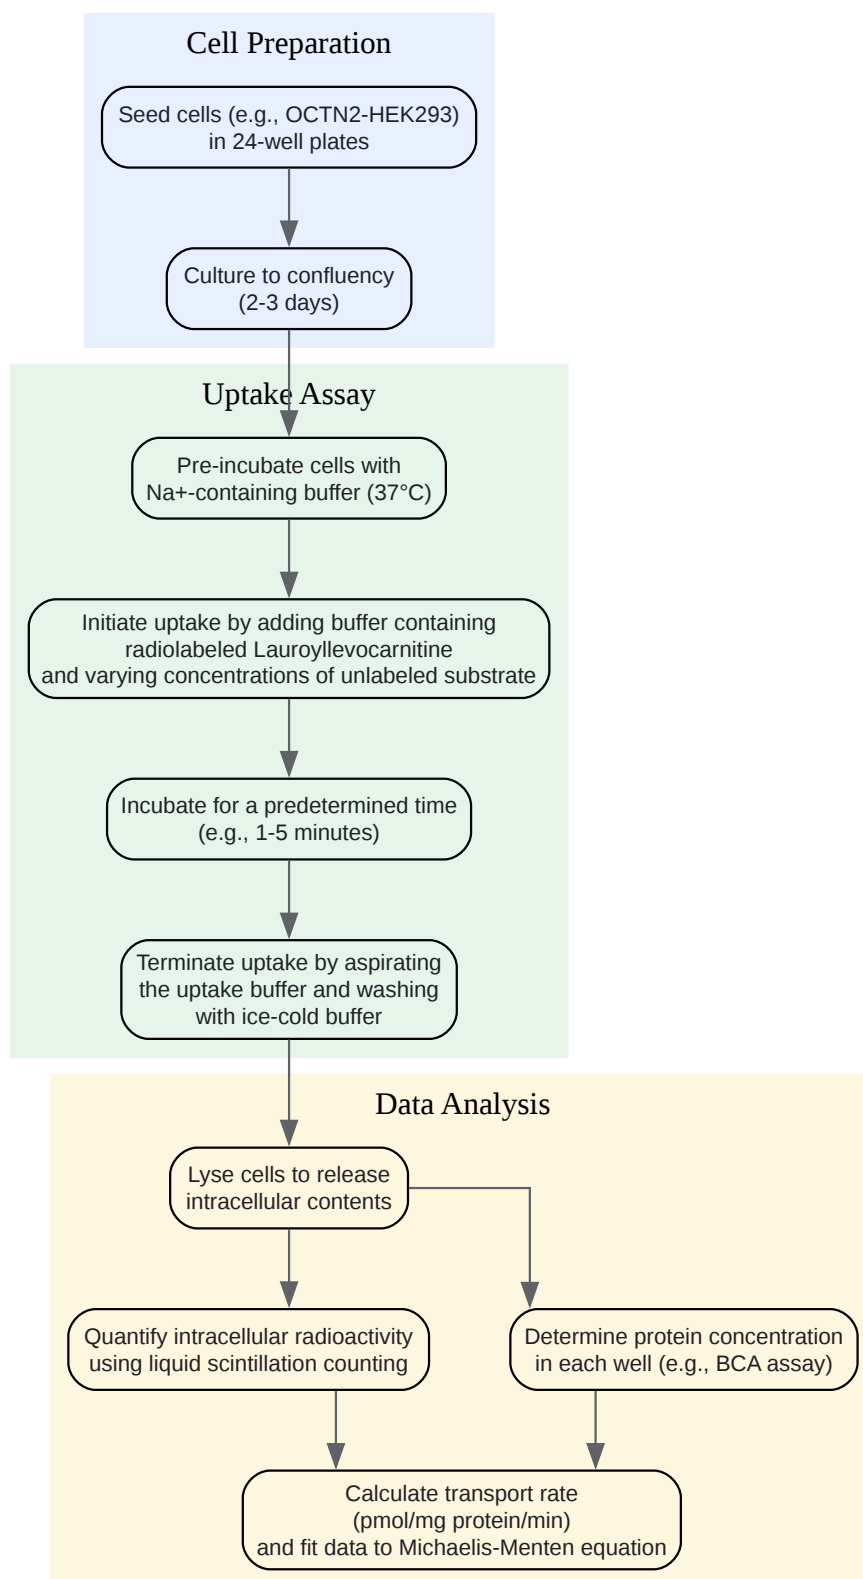 Cell Preparation
Seed cells (e.g., OCTN2-HEK293)
in 24-well plates
Culture to confluency
(2-3 days)
Uptake Assay
Pre-incubate cells with
Na+-containing buffer (37°C)
Initiate uptake by adding buffer containing
radiolabeled Lauroyllevocarnitine
and varying concentrations of unlabeled substrate
Incubate for a predetermined time
(e.g., 1-5 minutes)
Terminate uptake by aspirating
the uptake buffer and washing
with ice-cold buffer
Data Analysis
Lyse cells to release
intracellular contents
Quantify intracellular radioactivity
using liquid scintillation counting
Determine protein concentration
in each well (e.g., BCA assay)
Calculate transport rate
(pmol/mg protein/min)
and fit data to Michaelis-Menten equation